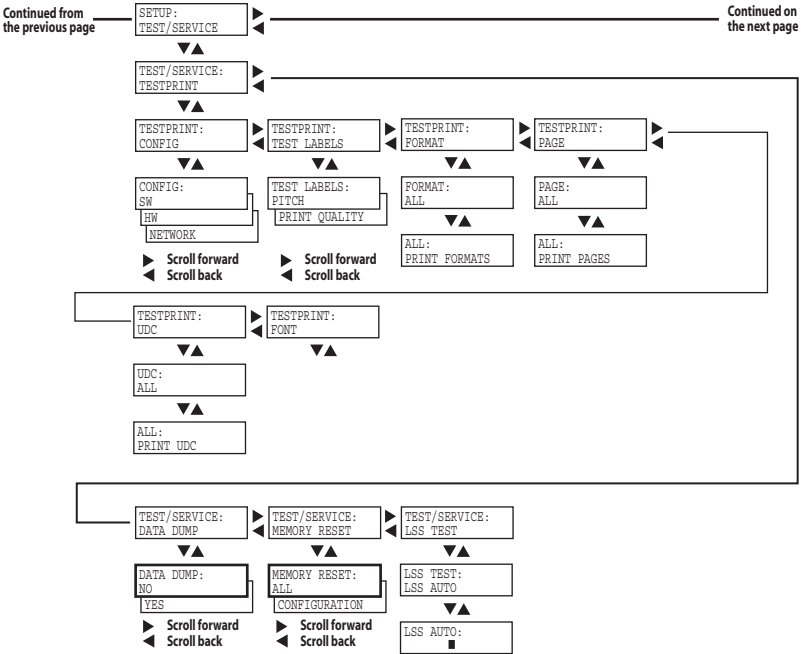 Continued from
the previous page
SETUP:
TEST/SERVICE
Continued on
the next page
TEST/SERVICE:
TESTPRINT
TESTPRINT:
CONFIG
TESTPRINT:
TEST LABELS
TESTPRINT:
FORMAT
TESTPRINT:
PAGE
CONFIG:
SW
HW
NETWORK
TEST LABELS:
PITCH
PRINT QUALITY
FORMAT:
ALL
PAGE:
ALL
ALL:
PRINT FORMATS
ALL:
PRINT PAGES
Scroll forward
Scroll back
Scroll forward
Scroll back
TESTPRINT:
UDC
TESTPRINT:
FONT
UDC:
ALL
ALL:
PRINT UDC
TEST/SERVICE:
DATA DUMP
TEST/SERVICE:
MEMORY RESET
TEST/SERVICE:
LSS TEST
DATA DUMP:
NO
YES
MEMORY RESET:
ALL
CONFIGURATION
LSS TEST:
LSS AUTO
Scroll forward
Scroll back
Scroll forward
Scroll back
LSS AUTO: